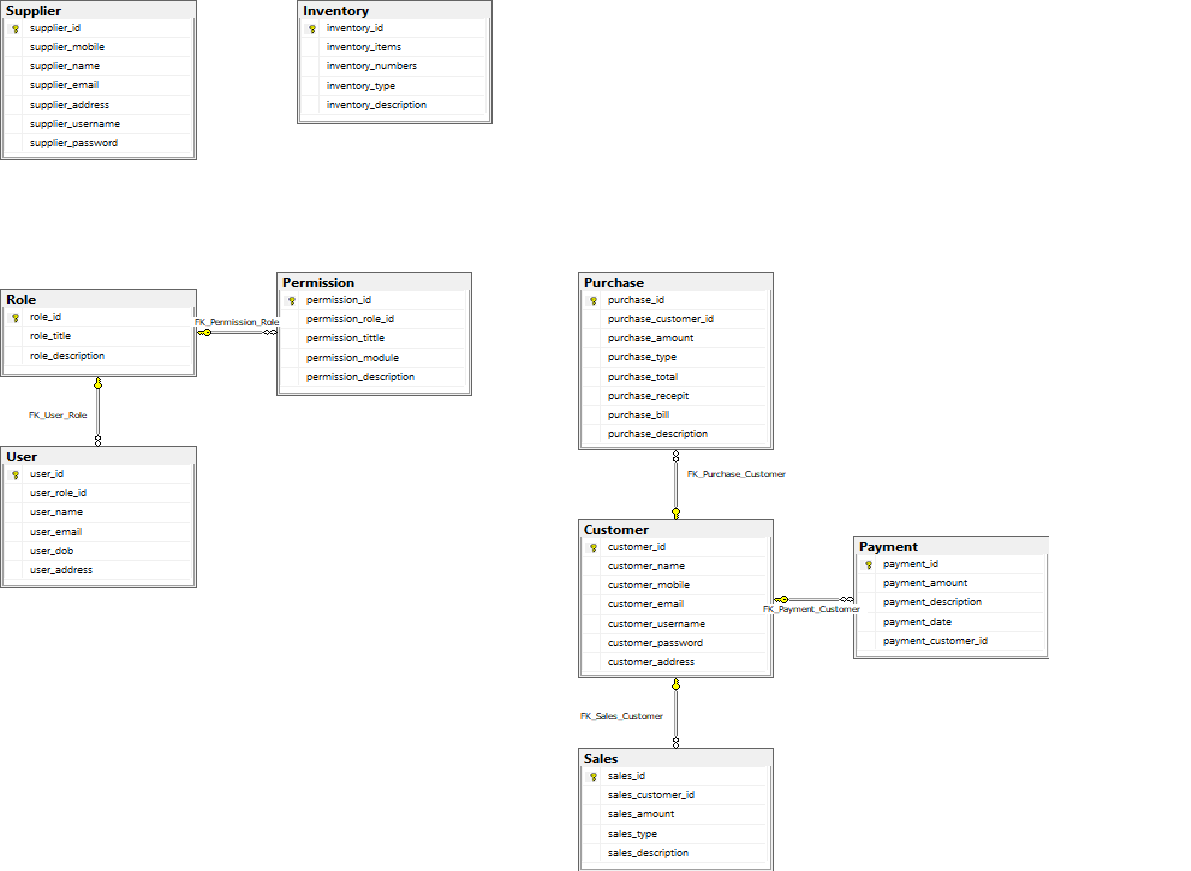 Supplier
supplier_id
supplier_mobile
supplier_name
supplier_email
supplier_address
supplier_username
supplier_password
Inventory
inventory_id
inventory_items
inventory_numbers
inventory_type
inventory_description
Role
role_id
role_title
role_description
FK_Permission_Role
Permission
permission_id
permission_role_id
permission_tittle
permission_module
permission_description
FK_User_Role
User
user_id
user_role_id
user_name
user_email
user_dob
user_address
Purchase
purchase_id
purchase_customer_id
purchase_amount
purchase_type
purchase_total
purchase_recepit
purchase_bill
purchase_description
FK_Purchase_Customer
Customer
customer_id
customer_name
customer_mobile
customer_email
customer_username
customer_password
customer_address
FK_Payment_Customer
Payment
payment_id
payment_amount
payment_description
payment_date
payment_customer_id
FK_Sales_Customer
Sales
sales_id
sales_customer_id
sales_amount
sales_type
sales_description